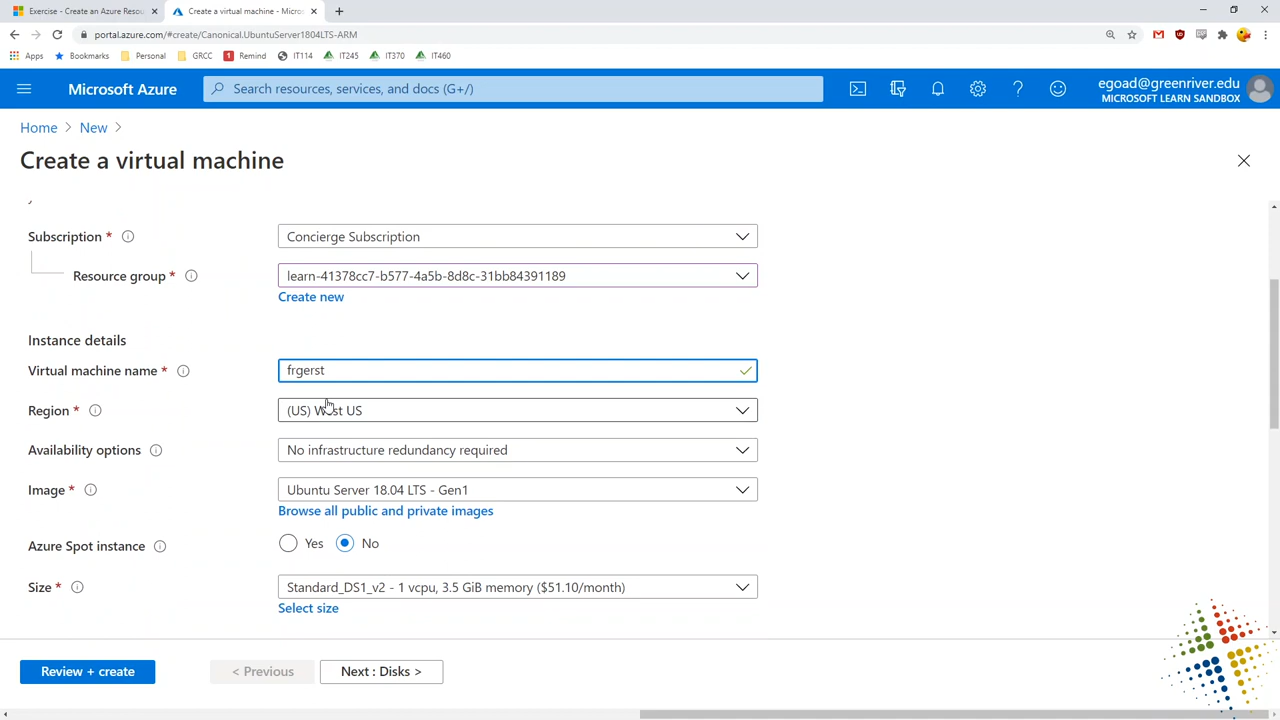 Exercise - Create an Azure Resou
Create a virtual machine - Micros
portal.azure.com/#create/Canonical.UbuntuServer1804LTS-ARM
Apps Bookmarks Personal GRCC Remind IT114 IT245 IT370 IT460
Microsoft Azure
Search resources, services, and docs (G+/)
egoad@greenriver.edu
MICROSOFT LEARN SANDBOX
Home > New >
Create a virtual machine
Subscription *
Concierge Subscription
Resource group *
learn-41378cc7-b577-4a5b-8d8c-31bb84391189
Create new
Instance details
Virtual machine name *
frgerst
Region *
(US) West US
Availability options
No infrastructure redundancy required
Image *
Ubuntu Server 18.04 LTS - Gen1
Browse all public and private images
Azure Spot instance
Yes No
Size *
Standard_DS1_v2 - 1 vcpu, 3.5 GiB memory ($51.10/month)
Select size
Review + create
< Previous
Next : Disks >